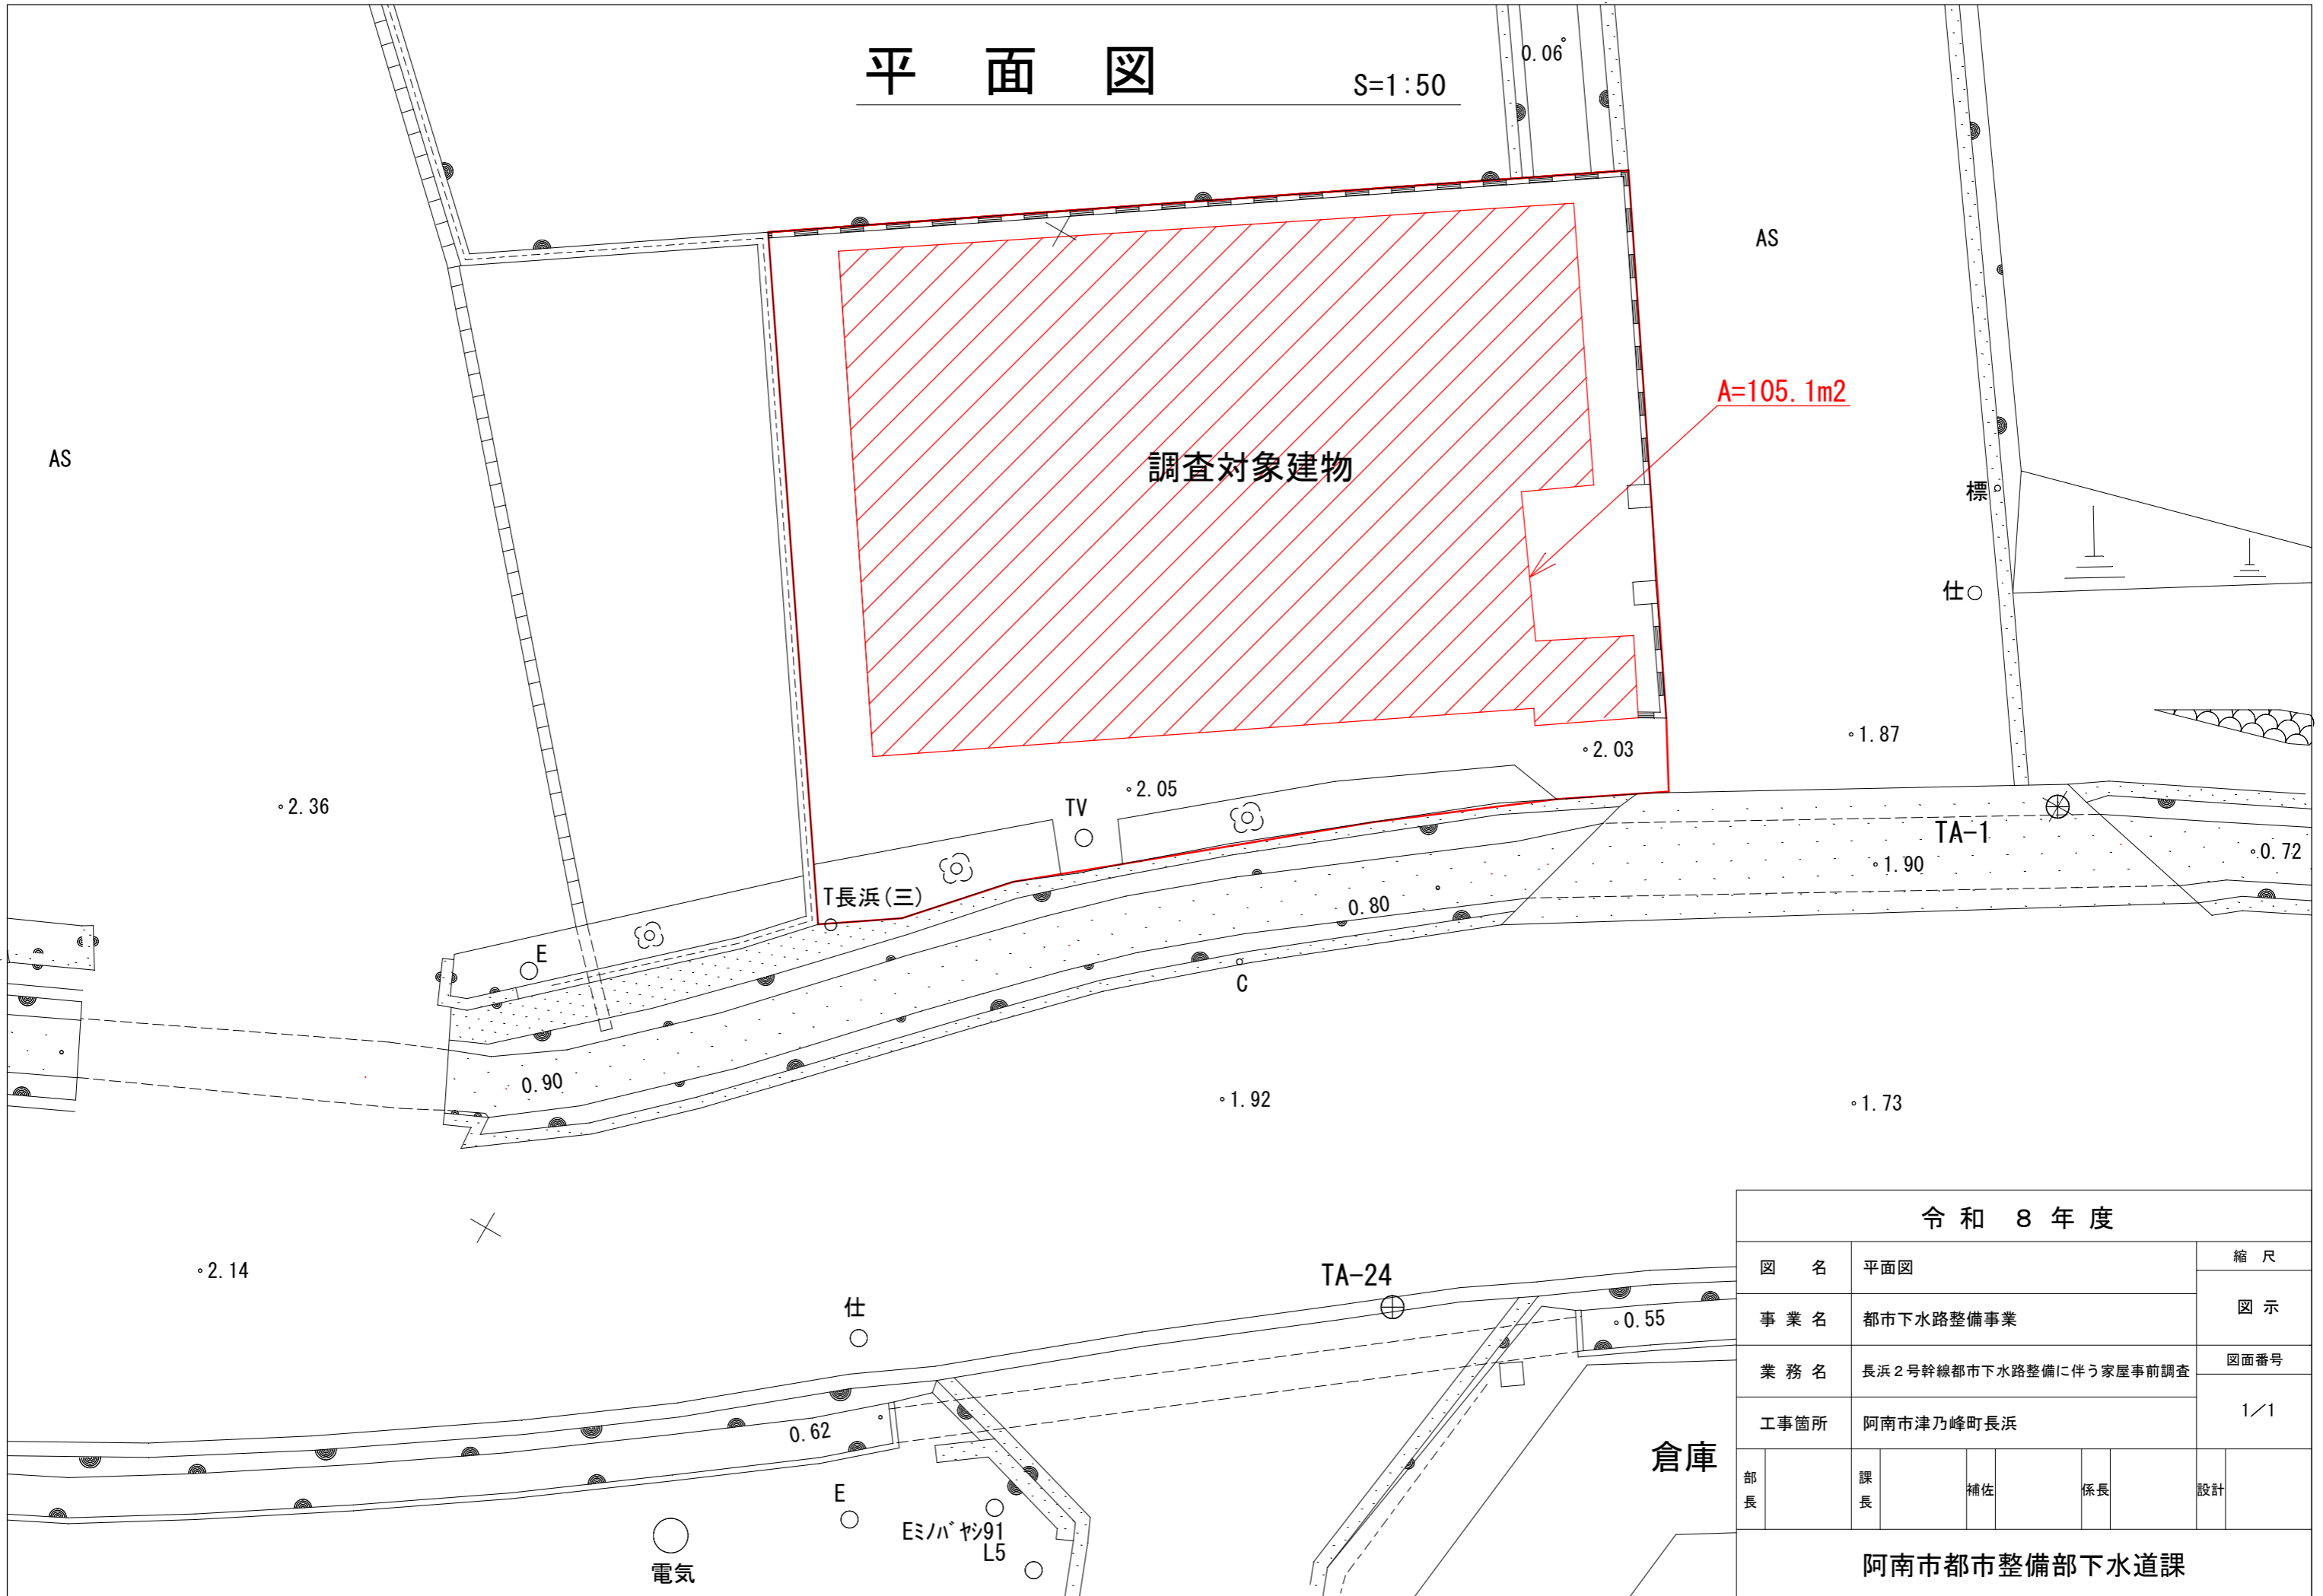 平 面 図 S=1:50
0.06
AS
A=105.1m2
AS
調査対象建物
標
仕
1.87
2.03
2.05
2.36
TV
TA-1
1.90
0.72
T長浜(三)
0.80
E
C
0.90
1.92
1.73
2.14
TA-24
仕
0.55
0.62
倉庫
E
Eミノバヤシ91
L5
電気
令和 8 年度
図 名 平面図 縮 尺
図 示
事 業 名 都市下水路整備事業
業 務 名 長浜2号幹線都市下水路整備に伴う家屋事前調査 図面番号
1/1
工事箇所 阿南市津乃峰町長浜
部長 課長 補佐 係長 設計
阿南市都市整備部下水道課